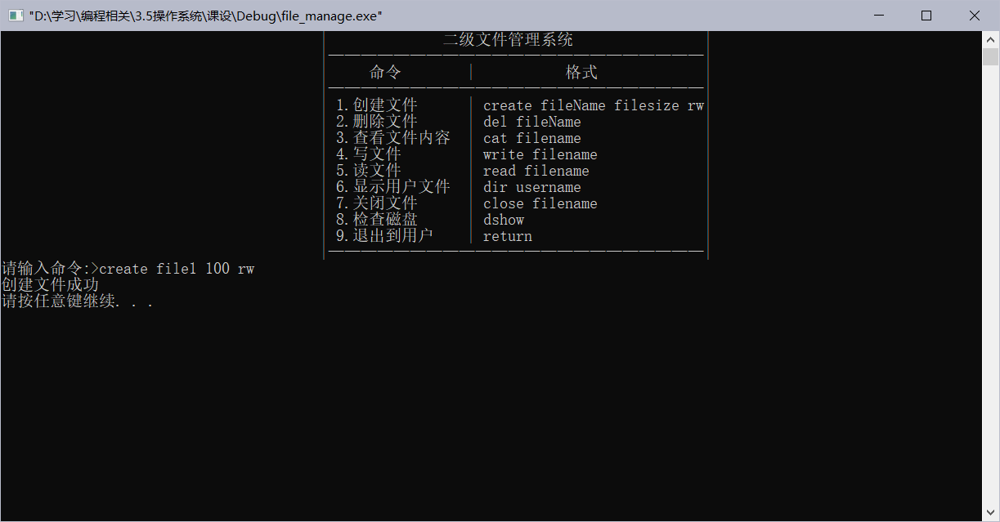 "D:\学习\编程相关\3.5操作系统\课设\Debug\file_manage.exe"
二级文件管理系统
命令 | 格式
1.创建文件 | create fileName filesize rw
2.删除文件 | del fileName
3.查看文件内容 | cat filename
4.写文件 | write filename
5.读文件 | read filename
6.显示用户文件 | dir username
7.关闭文件 | close filename
8.检查磁盘 | dshow
9.退出到用户 | return
请输入命令:>create file1 100 rw
创建文件成功
请按任意键继续. . .